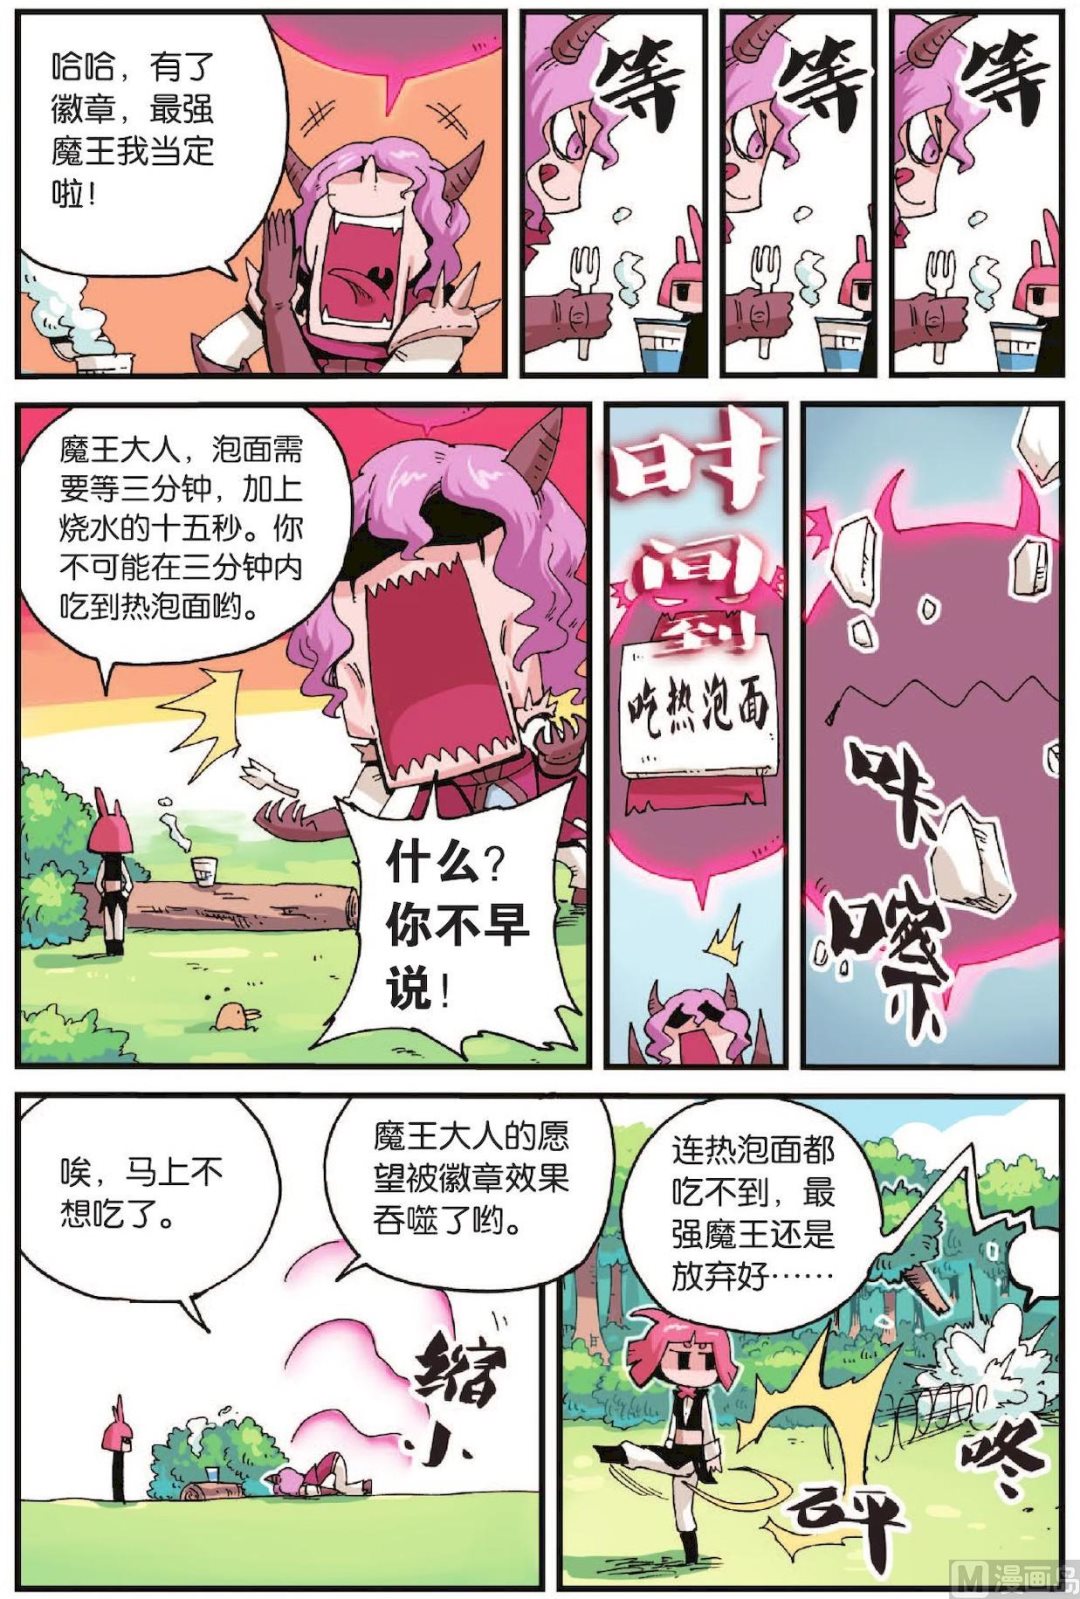 哈哈，有了
徽章，最强
魔王我当定
啦！
等
等
等
魔王大人，泡面需
要等三分钟，加上
烧水的十五秒。你
不可能在三分钟内
吃到热泡面哟。
什么？
你不早
说！
时
间
到
吃热泡面
咔
嚓
唉，马上不
想吃了。
魔王大人的愿
望被徽章效果
吞噬了哟。
缩
小
连热泡面都
吃不到，最
强魔王还是
放弃好……
砰
咚
M 漫画岛